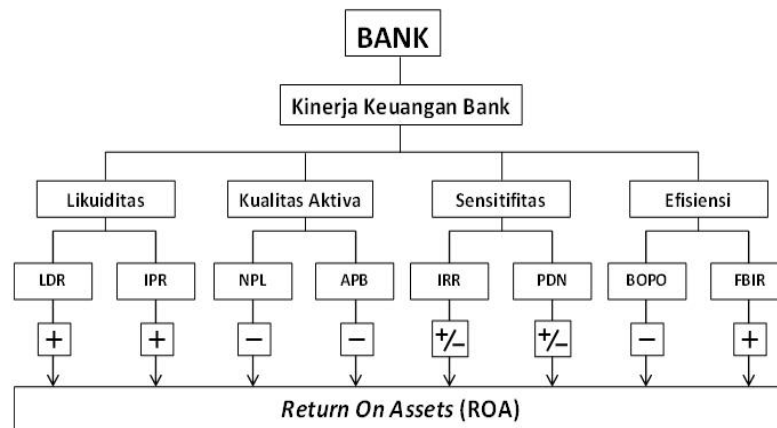 BANK
Kinerja Keuangan Bank
Likuiditas Kualitas Aktiva Sensitifitas Efisiensi
LDR IPR NPL APB IRR PDN BOPO FBIR
+ + − − +/− +/− − +
Return On Assets (ROA)